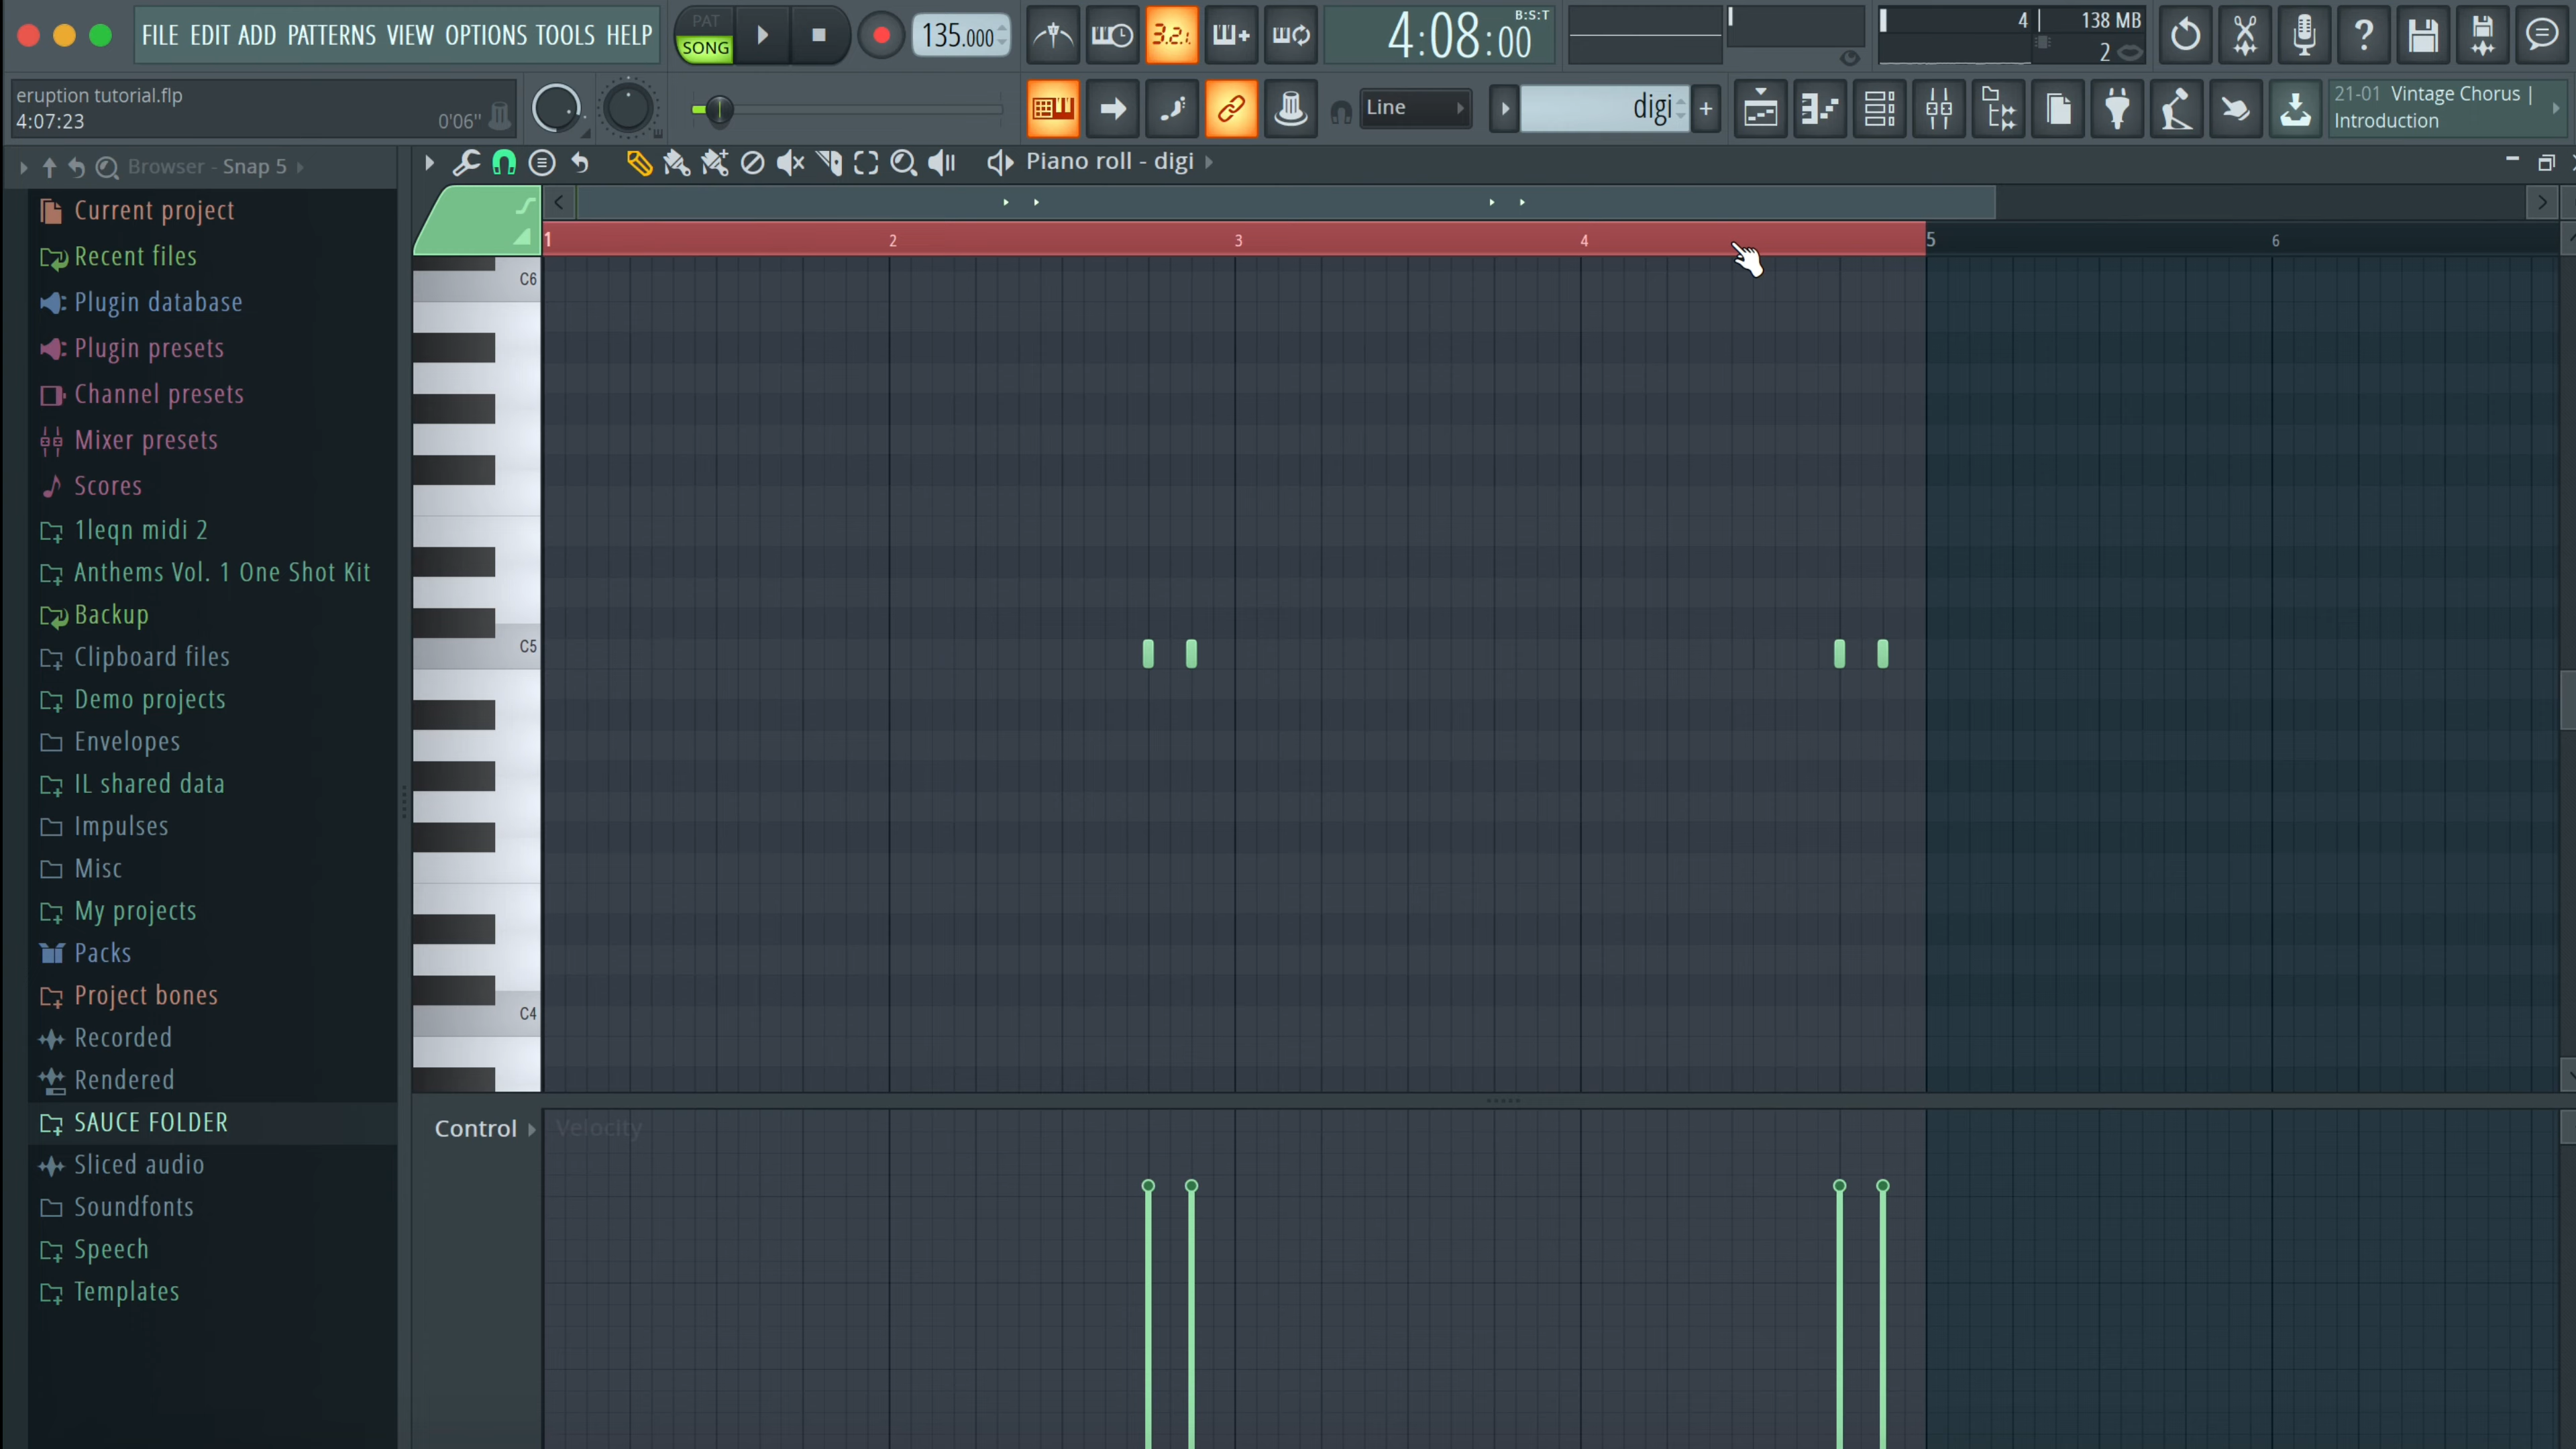 FILE EDIT ADD PATTERNS VIEW OPTIONS TOOLS HELP
PAT
SONG
135.000
3.2.1
4:08:00
B:S:T
4
138 MB
2
eruption tutorial.flp
4:07:23
0'06"
Line
digi
21-01 Vintage Chorus |
Introduction
Browser - Snap 5
Piano roll - digi
1 2 3 4 5 6
Current project
Recent files
Plugin database
Plugin presets
Channel presets
Mixer presets
Scores
1leqn midi 2
Anthems Vol. 1 One Shot Kit
Backup
Clipboard files
Demo projects
Envelopes
IL shared data
Impulses
Misc
My projects
Packs
Project bones
Recorded
Rendered
SAUCE FOLDER
Sliced audio
Soundfonts
Speech
Templates
C6
C5
C4
Control
Velocity